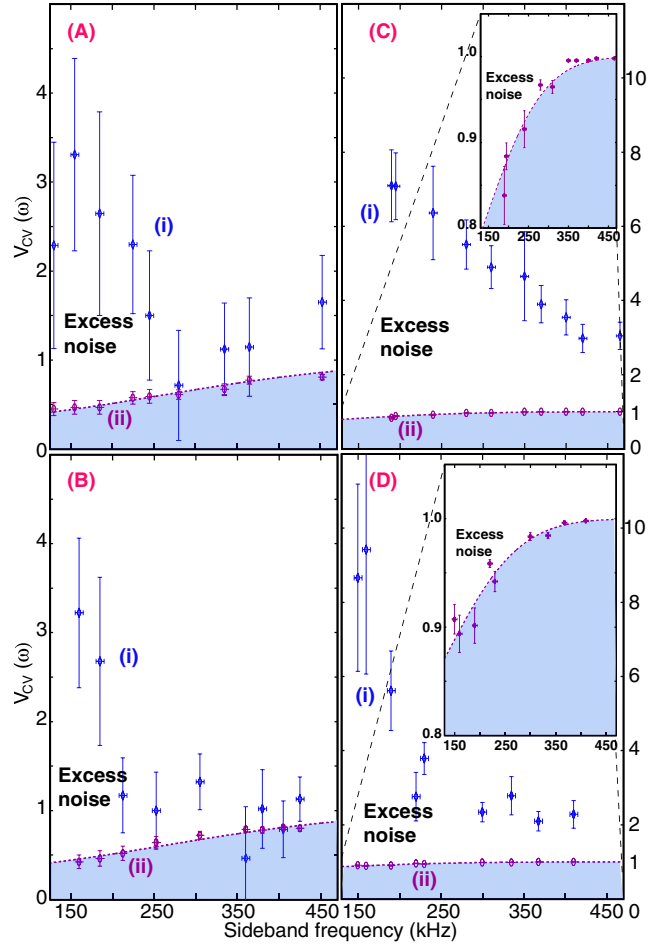 (A)
4
3
2
1
0
V_CV (ω)
(i)
Excess
noise
(ii)
(C)
10
8
6
4
2
1
0
(i)
Excess
noise
(ii)
1.0
0.9
0.8
Excess
noise
150 250 350 450
(B)
4
3
2
1
0
V_CV (ω)
(i)
Excess
noise
(ii)
150 250 350 450
(D)
10
8
6
4
2
1
0
(i)
Excess
noise
(ii)
1.0
0.9
0.8
Excess
noise
150 250 350 450
150 250 350 450
Sideband frequency (kHz)